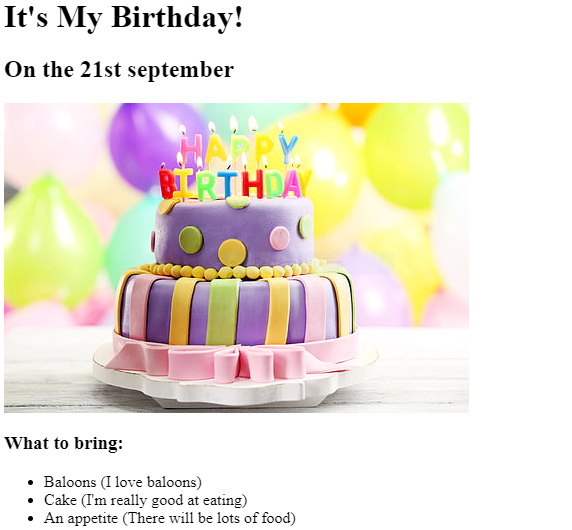 It's My Birthday!
On the 21st september
HAPPY
BIRTHDAY
What to bring:
Baloons (I love baloons)
Cake (I'm really good at eating)
An appetite (There will be lots of food)